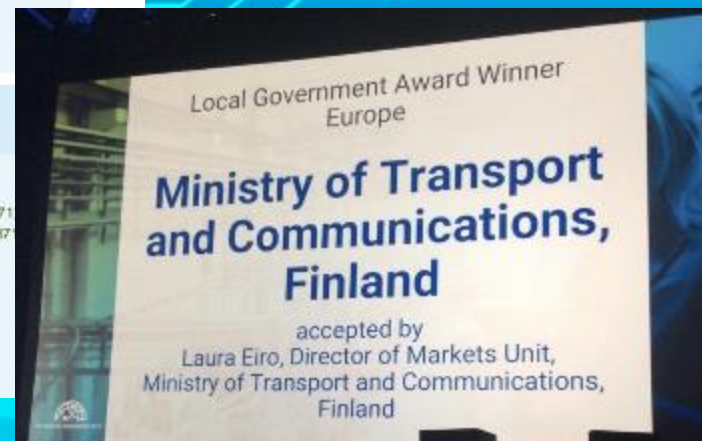 Local Government Award Winner
Europe
Ministry of Transport
and Communications,
Finland
accepted by
Laura Eiro, Director of Markets Unit,
Ministry of Transport and Communications,
Finland